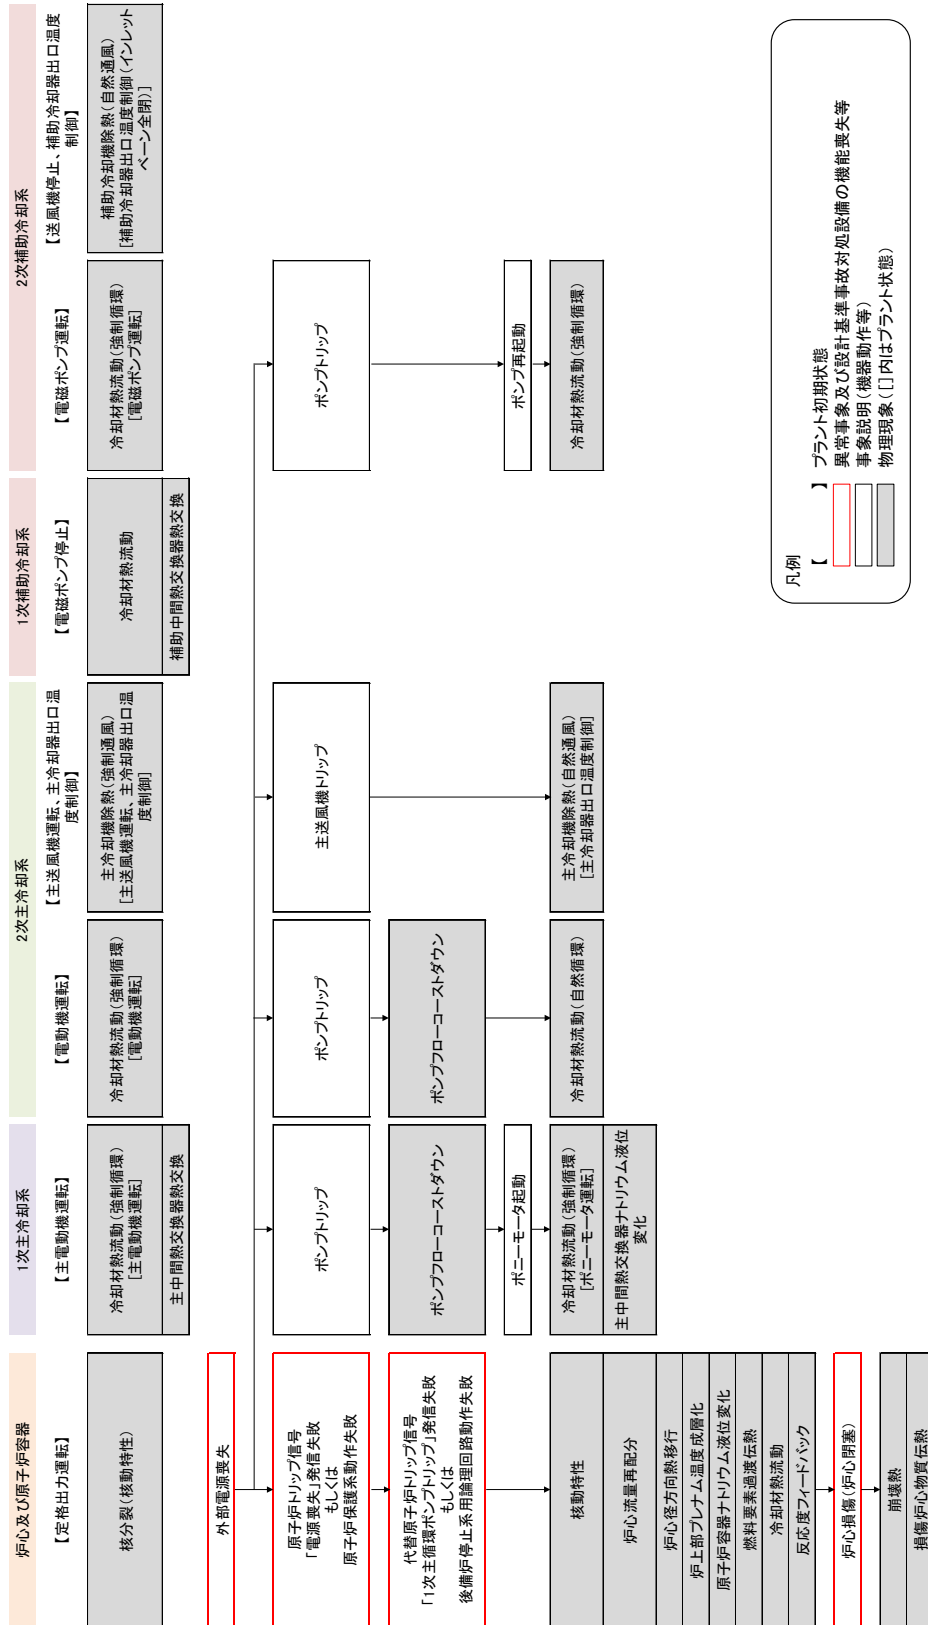 炉心及び原子炉容器
【定格出力運転】
核分裂(核動特性)
外部電源喪失
原子炉トリップ信号
「電源喪失」発信失敗
もしくは
原子炉保護系動作失敗
代替原子炉トリップ信号
「1次主循環ポンプトリップ」発信失敗
もしくは
後備炉停止系用論理回路動作失敗
核動特性
炉心流量再配分
炉心径方向熱移行
炉上部プレナム温度成層化
原子炉容器ナトリウム液位変化
燃料要素過渡伝熱
冷却材熱流動
反応度フィードバック
炉心損傷(炉心閉塞)
崩壊熱
損傷炉心物質伝熱
1次主冷却系
【主電動機運転】
冷却材熱流動(強制循環)
[主電動機運転]
主中間熱交換器熱交換
ポンプトリップ
ポンプフローコーストダウン
ポニーモータ起動
冷却材熱流動(強制循環)
[ポニーモータ運転]
主中間熱交換器ナトリウム液位
変化
2次主冷却系
【電動機運転】
冷却材熱流動(強制循環)
[電動機運転]
ポンプトリップ
ポンプフローコーストダウン
冷却材熱流動(自然循環)
【主送風機運転、主冷却器出口温
度制御】
主冷却機除熱(強制通風)
[主送風機運転、主冷却器出口温
度制御]
主送風機トリップ
主冷却機除熱(自然通風)
[主冷却器出口温度制御]
1次補助冷却系
【電磁ポンプ停止】
冷却材熱流動
補助中間熱交換器熱交換
2次補助冷却系
【電磁ポンプ運転】
冷却材熱流動(強制循環)
[電磁ポンプ運転]
ポンプトリップ
ポンプ再起動
冷却材熱流動(強制循環)
【送風機停止、補助冷却器出口温度
制御】
補助冷却機除熱(自然通風)
[補助冷却器出口温度制御(インレット
ベーン全閉)]
凡例
【 】 プラント初期状態
異常事象及び設計基準事故対処設備の機能喪失等
事象説明(機器動作等)
物理現象([]内はプラント状態)